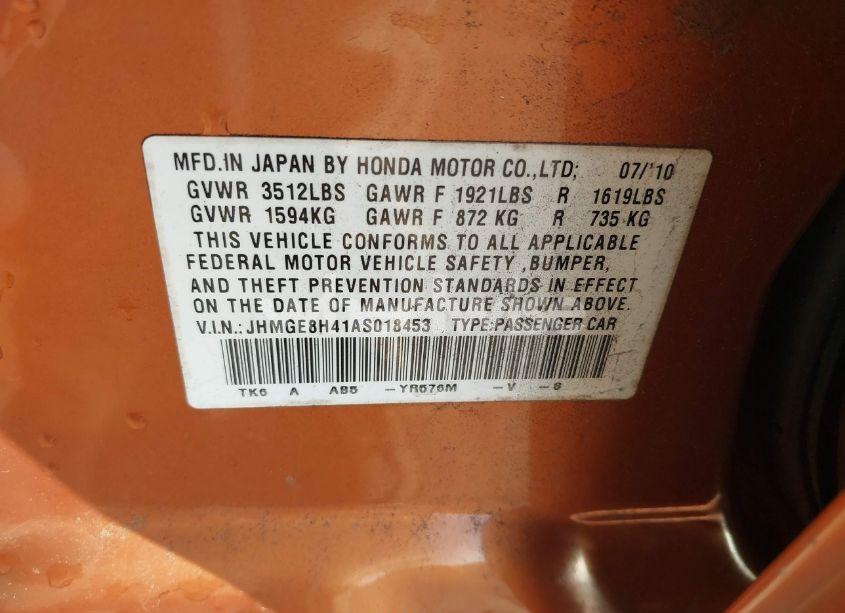 MFD.IN JAPAN BY HONDA MOTOR CO.,LTD; 07/'10
GVWR 3512LBS GAWR F 1921LBS R 1619LBS
GVWR 1594KG GAWR F 872 KG R 735 KG
THIS VEHICLE CONFORMS TO ALL APPLICABLE
FEDERAL MOTOR VEHICLE SAFETY ,BUMPER,
AND THEFT PREVENTION STANDARDS IN EFFECT
ON THE DATE OF MANUFACTURE SHOWN ABOVE.
V.I.N.: JHMGE8H41AS018453 TYPE:PASSENGER CAR
TK6 A AB5 -YR576M -V -8